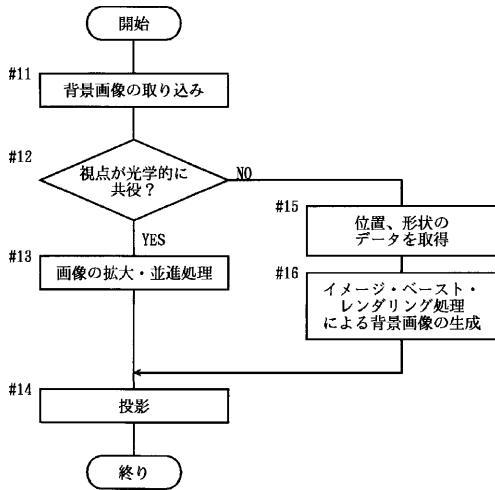 開始
#11
背景画像の取り込み
#12
視点が光学的に
共役?
NO
YES
#13
画像の拡大・並進処理
#15
位置、形状の
データを取得
#16
イメージ・ベースト・
レンダリング処理
による背景画像の生成
#14
投影
終り